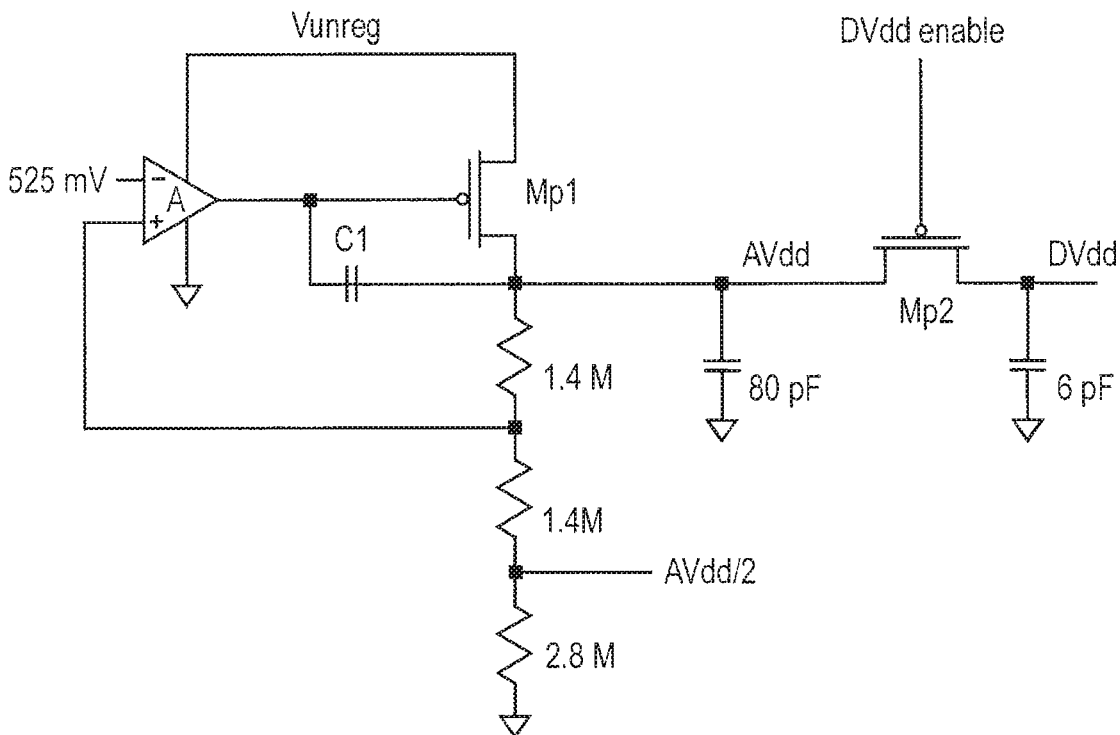 Vunreg
DVdd enable
525 mV
−
A
+
Mp1
C1
AVdd
DVdd
Mp2
1.4 M
80 pF
6 pF
1.4M
AVdd/2
2.8 M